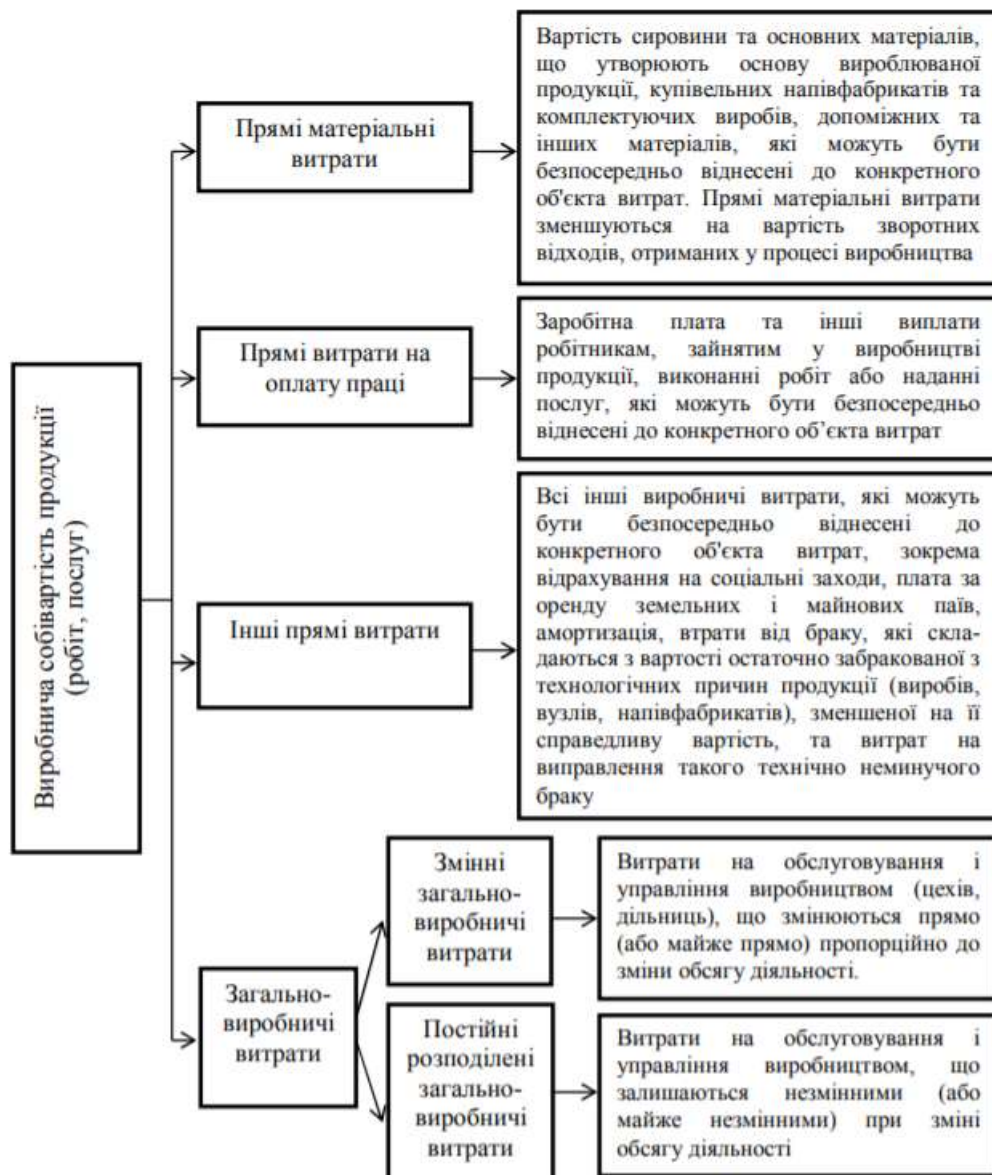 Виробнича собівартість продукції
(робіт, послуг)
Прямі матеріальні
витрати
Вартість сировини та основних матеріалів,
що утворюють основу вироблюваної
продукції, купівельних напівфабрикатів та
комплектуючих виробів, допоміжних та
інших матеріалів, які можуть бути
безпосередньо віднесені до конкретного
об'єкта витрат. Прямі матеріальні витрати
зменшуються на вартість зворотних
відходів, отриманих у процесі виробництва
Прямі витрати на
оплату праці
Заробітна плата та інші виплати
робітникам, зайнятим у виробництві
продукції, виконанні робіт або наданні
послуг, які можуть бути безпосередньо
віднесені до конкретного об’єкта витрат
Інші прямі витрати
Всі інші виробничі витрати, які можуть
бути безпосередньо віднесені до
конкретного об'єкта витрат, зокрема
відрахування на соціальні заходи, плата за
оренду земельних і майнових паїв,
амортизація, втрати від браку, які скла-
даються з вартості остаточно забракованої з
технологічних причин продукції (виробів,
вузлів, напівфабрикатів), зменшеної на її
справедливу вартість, та витрат на
виправлення такого технічно неминучого
браку
Загально-
виробничі
витрати
Змінні
загально-
виробничі
витрати
Витрати на обслуговування і
управління виробництвом (цехів,
дільниць), що змінюються прямо
(або майже прямо) пропорційно до
зміни обсягу діяльності.
Постійні
розподілені
загально-
виробничі
витрати
Витрати на обслуговування і
управління виробництвом, що
залишаються незмінними (або
майже незмінними) при зміні
обсягу діяльності